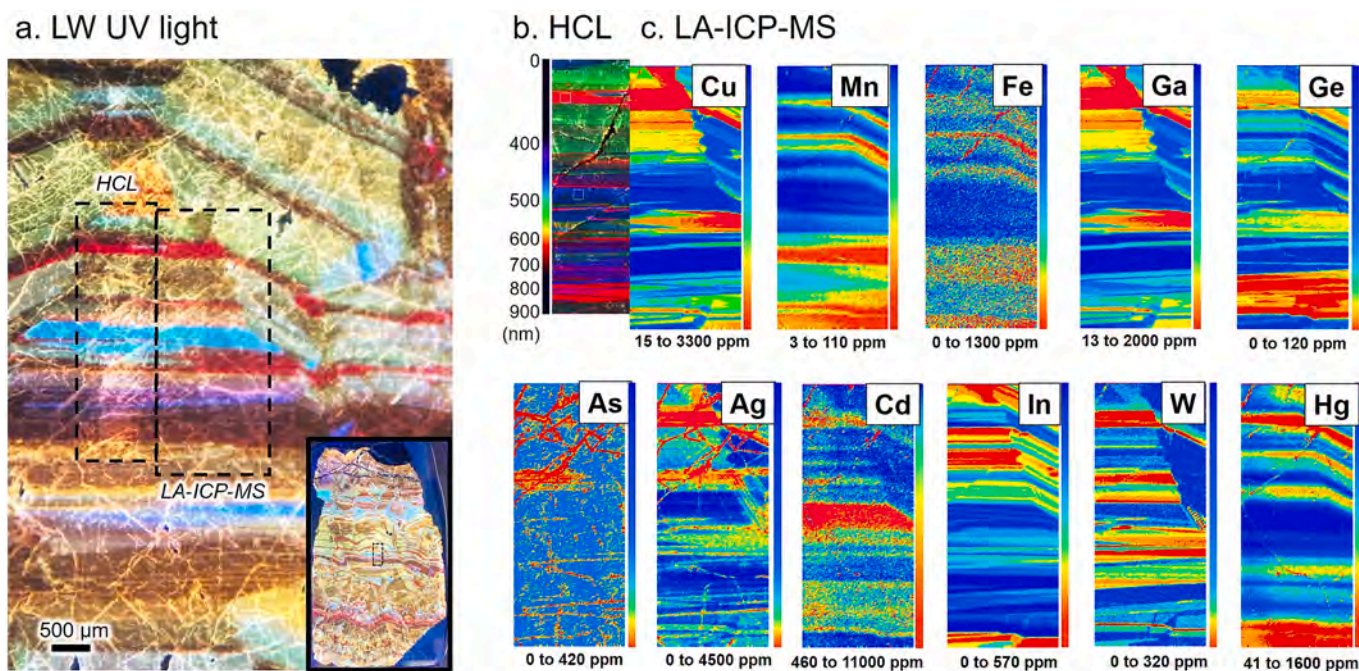 a. LW UV light
b. HCL
c. LA-ICP-MS
HCL
LA-ICP-MS
500 µm
0
400
500
600
700
800
900
(nm)
Cu
Mn
Fe
Ga
Ge
15 to 3300 ppm
3 to 110 ppm
0 to 1300 ppm
13 to 2000 ppm
0 to 120 ppm
As
Ag
Cd
In
W
Hg
0 to 420 ppm
0 to 4500 ppm
460 to 11000 ppm
0 to 570 ppm
0 to 320 ppm
41 to 1600 ppm